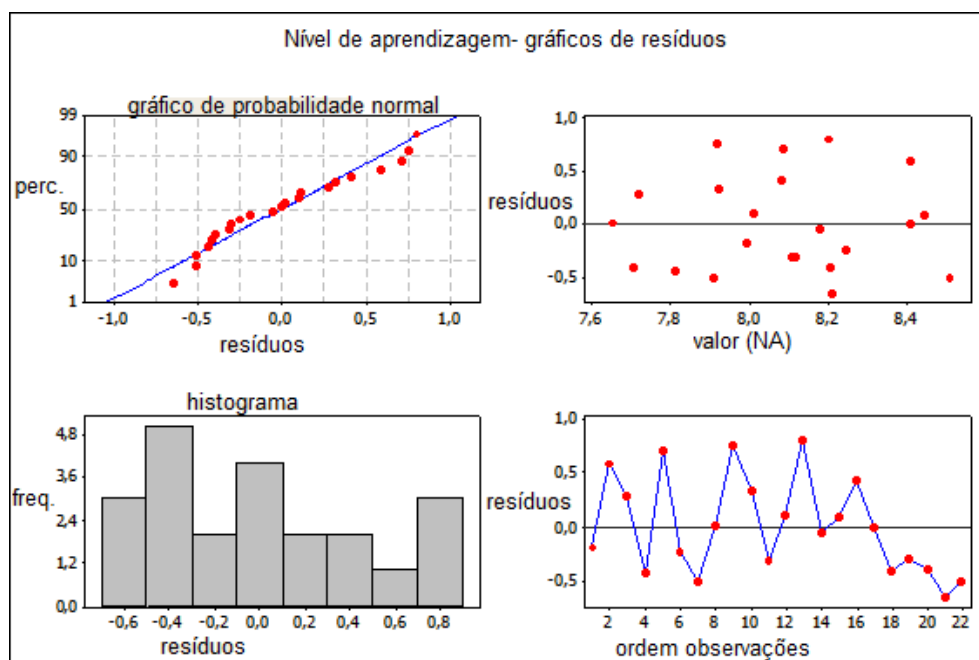 Nível de aprendizagem- gráficos de resíduos
gráfico de probabilidade normal
99
90
perc.
50
10
1
-1,0 -0,5 0,0 0,5 1,0
resíduos
1,0
0,5
resíduos
0,0
-0,5
7,6 7,8 8,0 8,2 8,4
valor (NA)
histograma
4,8
3,6
freq.
2,4
1,2
0,0
-0,6 -0,4 -0,2 0,0 0,2 0,4 0,6 0,8
resíduos
1,0
0,5
resíduos
0,0
-0,5
2 4 6 8 10 12 14 16 18 20 22
ordem observações